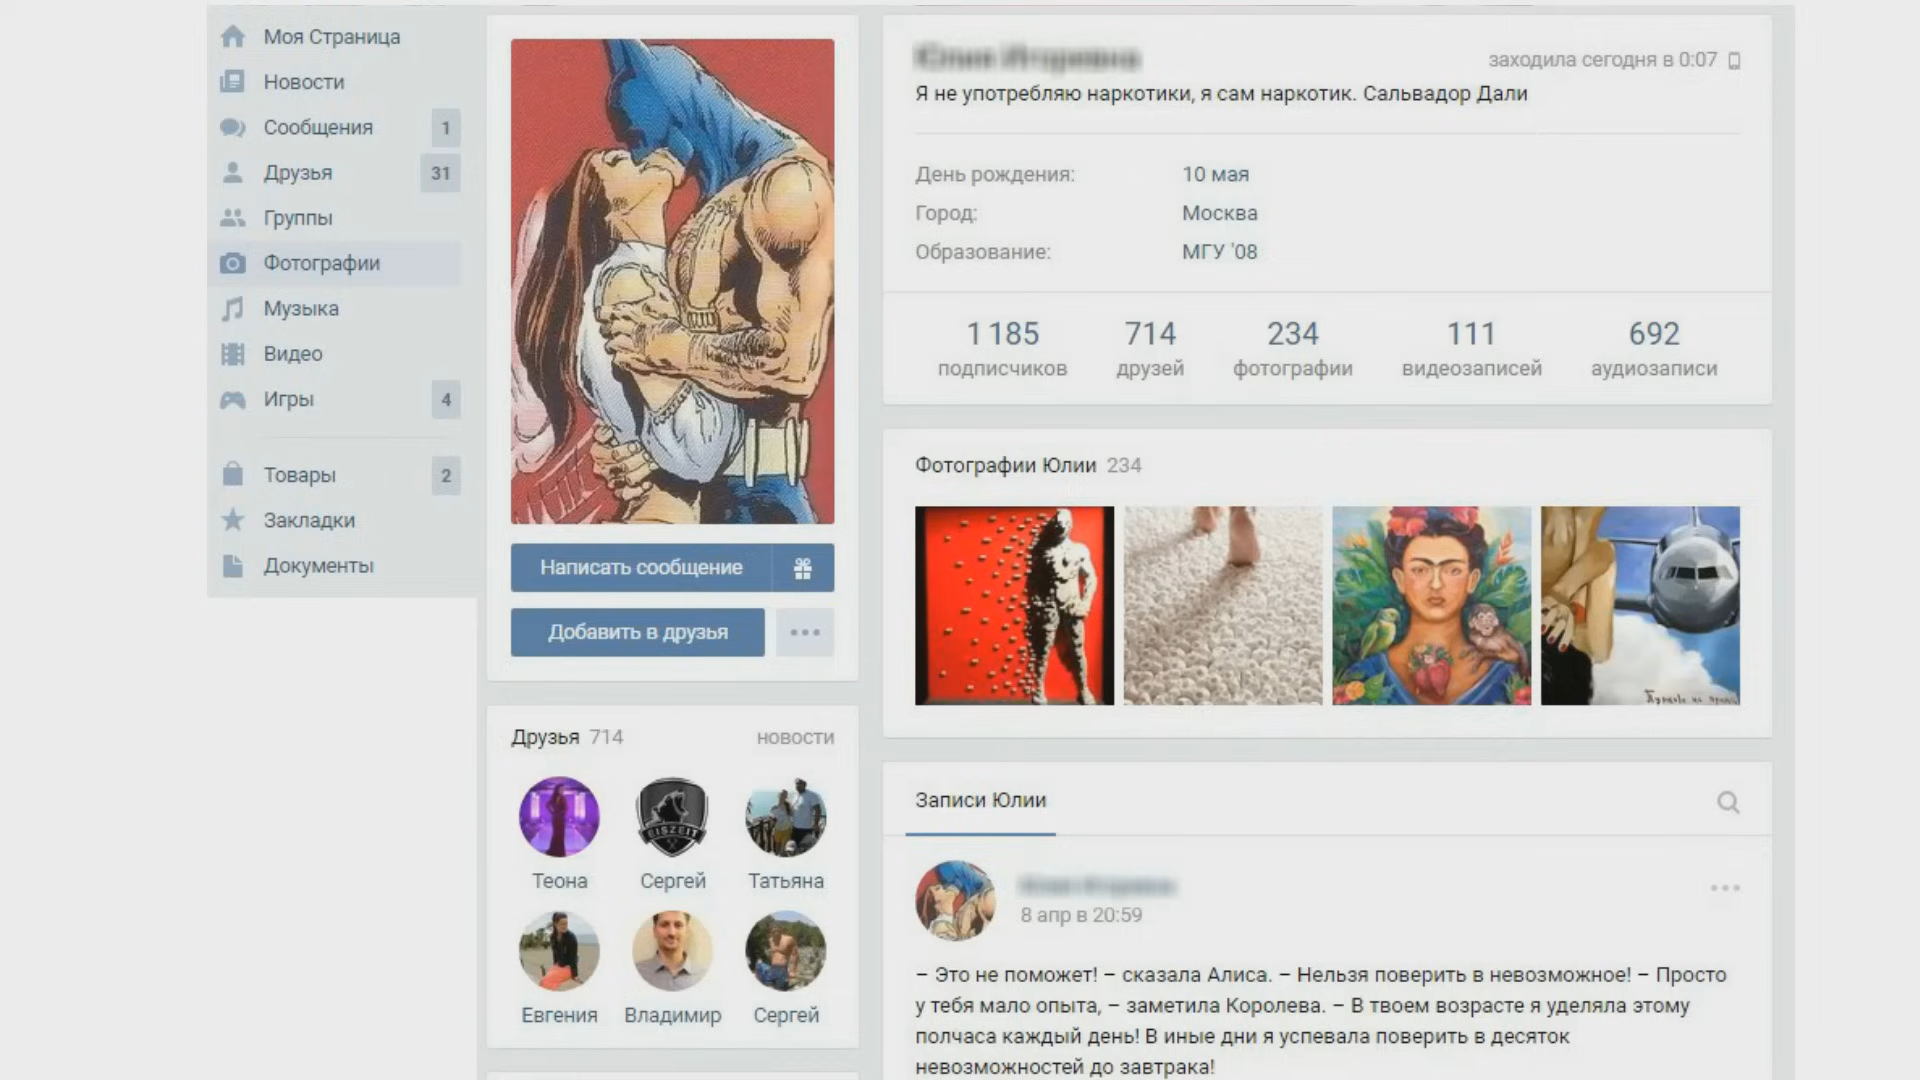 Моя Страница
Новости
Сообщения 1
Друзья 31
Группы
Фотографии
Музыка
Видео
Игры 4
Товары 2
Закладки
Документы
Написать сообщение
Добавить в друзья
Друзья 714 новости
Теона Сергей Татьяна
EISZEIT
Евгения Владимир Сергей
заходила сегодня в 0:07
Я не употребляю наркотики, я сам наркотик. Сальвадор Дали
День рождения: 10 мая
Город: Москва
Образование: МГУ '08
1 185 714 234 111 692
подписчиков друзей фотографии видеозаписей аудиозаписи
Фотографии Юлии 234
Записи Юлии
8 апр в 20:59
– Это не поможет! – сказала Алиса. – Нельзя поверить в невозможное! – Просто
у тебя мало опыта, – заметила Королева. – В твоем возрасте я уделяла этому
полчаса каждый день! В иные дни я успевала поверить в десяток
невозможностей до завтрака!